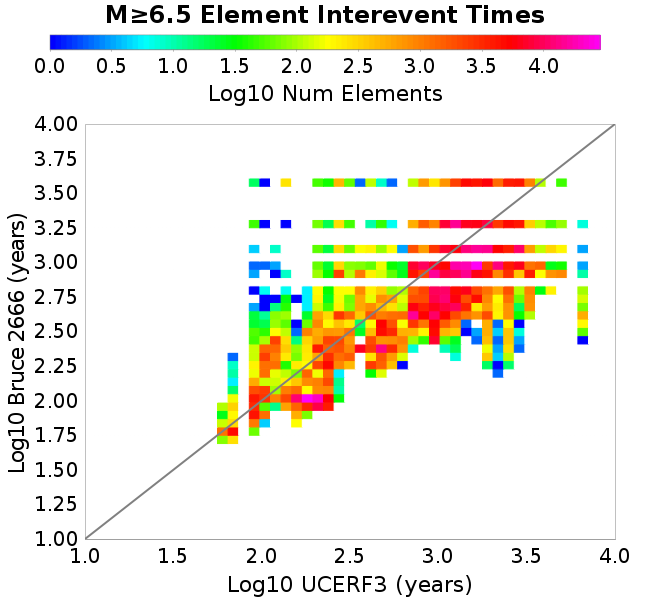 M≥6.5 Element Interevent Times
0.0 0.5 1.0 1.5 2.0 2.5 3.0 3.5 4.0
Log10 Num Elements
4.00
3.75
3.50
3.25
3.00
2.75
2.50
2.25
2.00
1.75
1.50
1.25
1.00
Log10 Bruce 2666 (years)
1.0 1.5 2.0 2.5 3.0 3.5 4.0
Log10 UCERF3 (years)